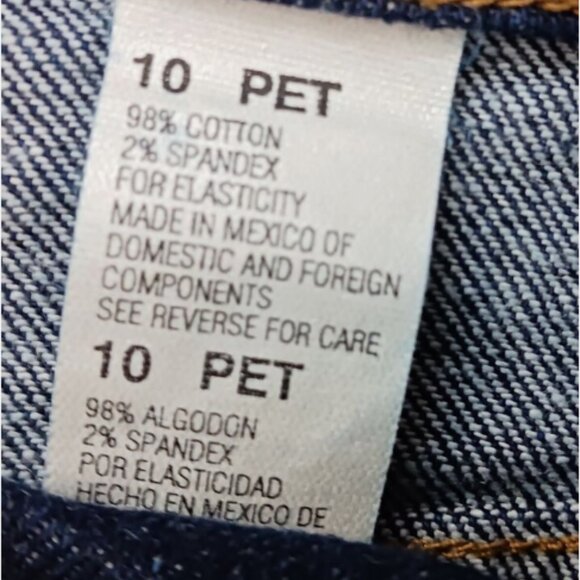 10 PET
98% COTTON
2% SPANDEX
FOR ELASTICITY
MADE IN MEXICO OF
DOMESTIC AND FOREIGN
COMPONENTS
SEE REVERSE FOR CARE
10 PET
98% ALGODON
2% SPANDEX
POR ELASTICIDAD
HECHO EN MEXICO DE